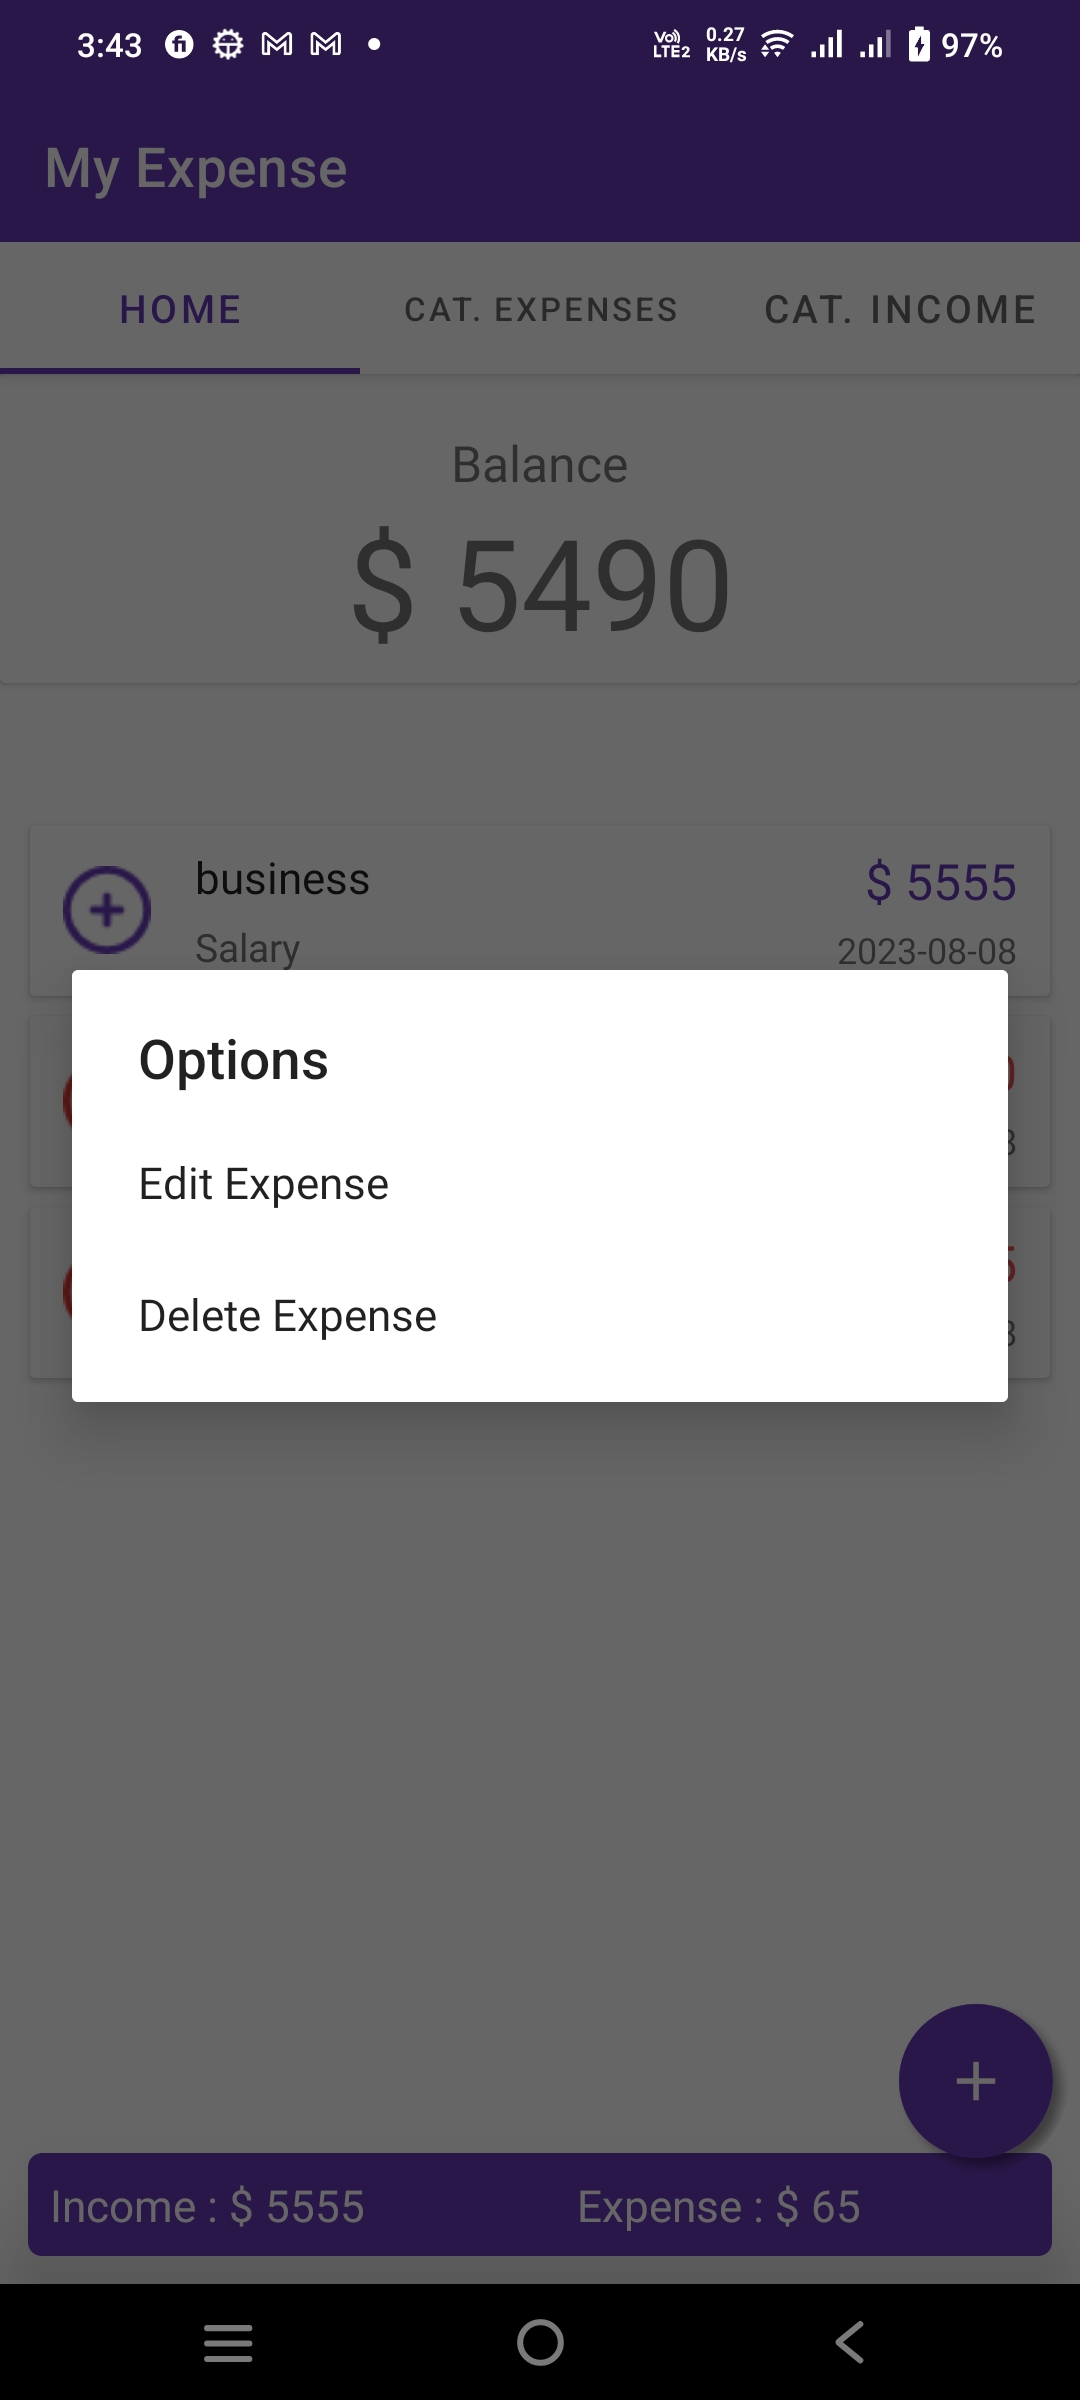 3:43
Vo)) LTE2
0.27 KB/s
97%
My Expense
HOME
CAT. EXPENSES
CAT. INCOME
Balance
$ 5490
business
$ 5555
Salary
2023-08-08
Options
Edit Expense
Delete Expense
Income : $ 5555
Expense : $ 65